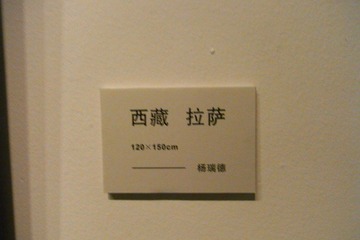 西藏 拉萨
120×150cm
——— 杨瑞德